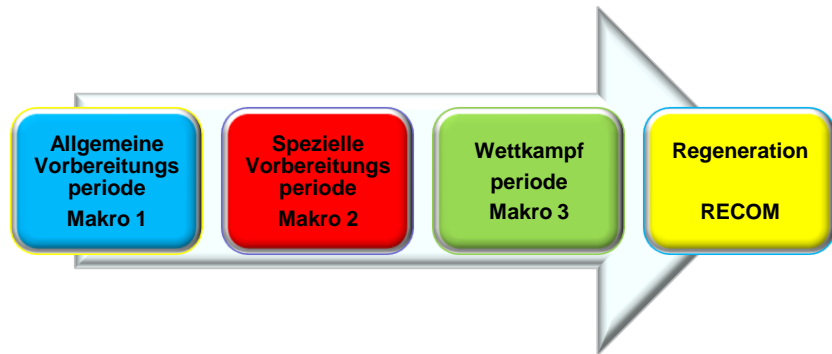 Allgemeine
Vorbereitungs
periode
Makro 1
Spezielle
Vorbereitungs
periode
Makro 2
Wettkampf
periode
Makro 3
Regeneration
RECOM